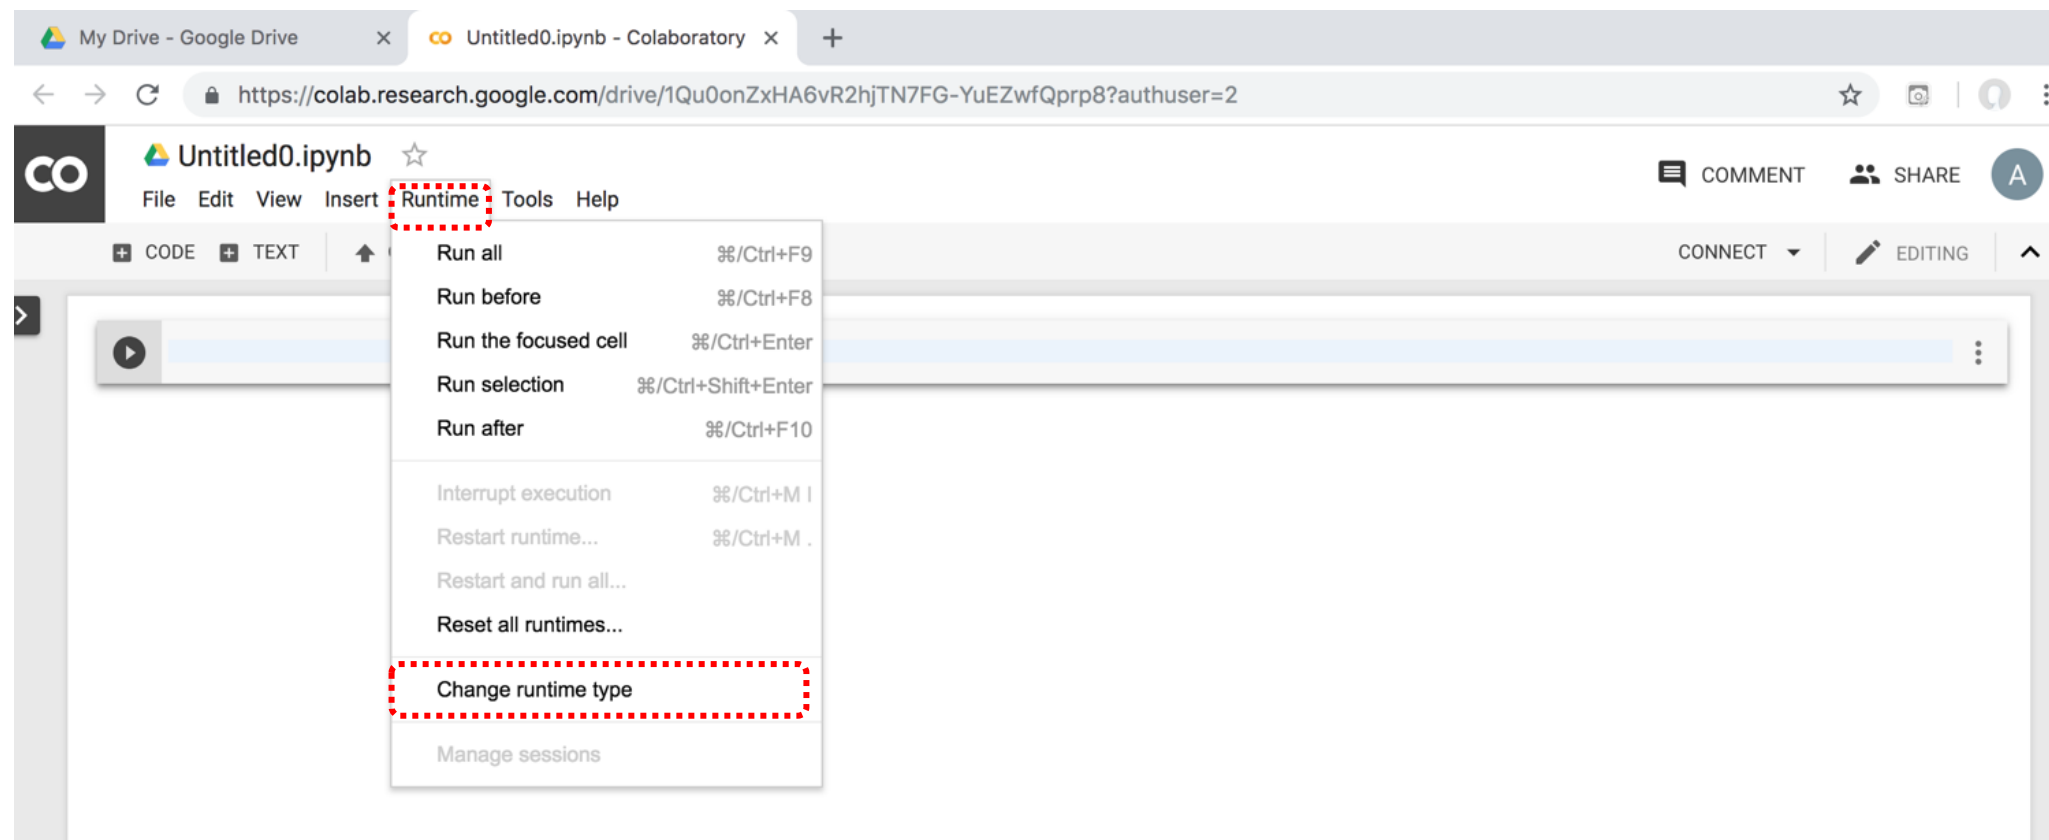 My Drive - Google Drive
Untitled0.ipynb - Colaboratory
https://colab.research.google.com/drive/1Qu0onZxHA6vR2hjTN7FG-YuEZwfQprp8?authuser=2
CO
Untitled0.ipynb
COMMENT SHARE A
File Edit View Insert Runtime Tools Help
CODE TEXT
CONNECT EDITING
Run all ⌘/Ctrl+F9
Run before ⌘/Ctrl+F8
Run the focused cell ⌘/Ctrl+Enter
Run selection ⌘/Ctrl+Shift+Enter
Run after ⌘/Ctrl+F10
Interrupt execution ⌘/Ctrl+M I
Restart runtime... ⌘/Ctrl+M .
Restart and run all...
Reset all runtimes...
Change runtime type
Manage sessions